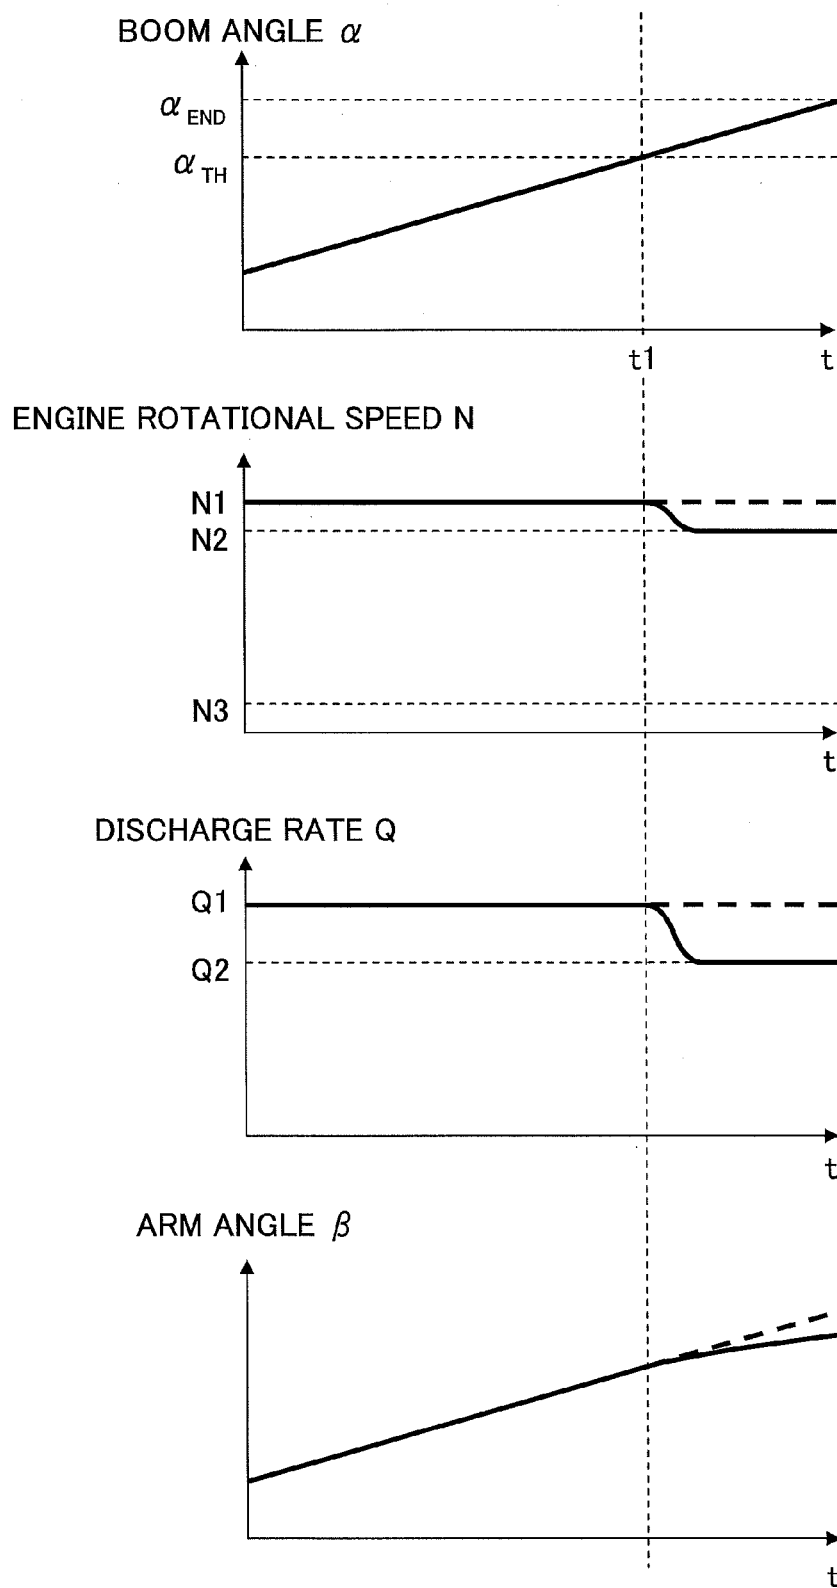 BOOM ANGLE α
α END
α TH
t1
t
ENGINE ROTATIONAL SPEED N
N1
N2
N3
t
DISCHARGE RATE Q
Q1
Q2
t
ARM ANGLE β
t